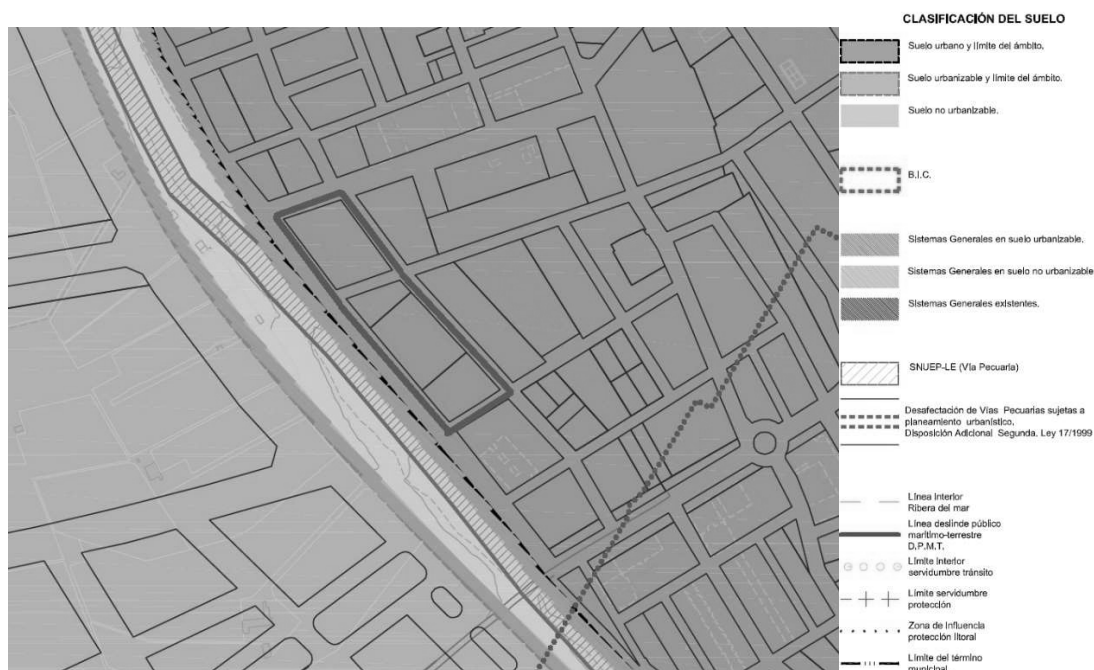 CLASIFICACIÓN DEL SUELO
Suelo urbano y límite del ámbito.
Suelo urbanizable y límite del ámbito.
Suelo no urbanizable.
B.I.C.
Sistemas Generales en suelo urbanizable.
Sistemas Generales en suelo no urbanizable
Sistemas Generales existentes.
SNUEP-LE (Vía Pecuaria)
Desafectación de Vías Pecuarias sujetas a
planeamiento urbanístico.
Disposición Adicional Segunda. Ley 17/1999
Línea Interior
Ribera del mar
Línea deslinde público
marítimo-terrestre
D.P.M.T.
Límite interior
servidumbre tránsito
Límite servidumbre
protección
Zona de Influencia
protección litoral
Límite del término
municipal